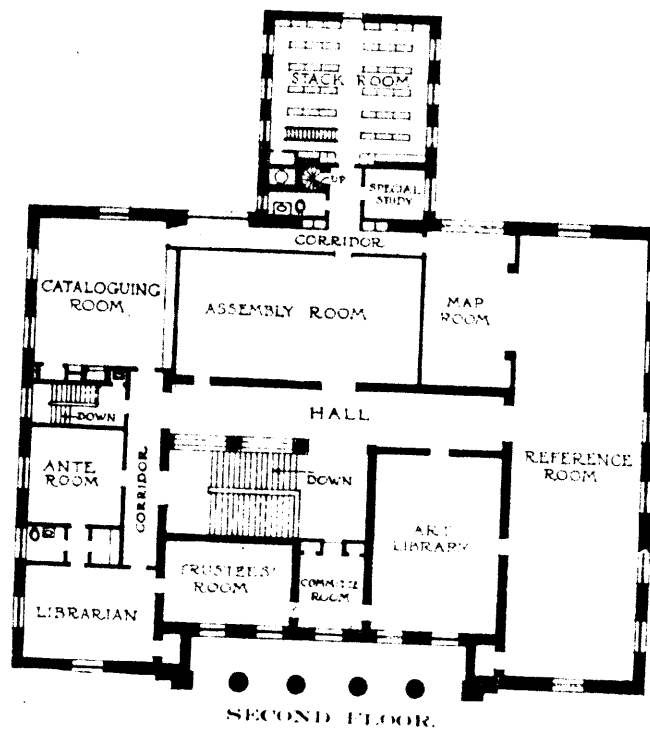 STACK ROOM
UP
SPECIAL
STUDY
CORRIDOR
CATALOGUING
ROOM
ASSEMBLY ROOM
MAP
ROOM
DOWN
HALL
ANTE
ROOM
CORRIDOR
DOWN
REFERENCE
ROOM
ART
LIBRARY
TRUSTEES'
ROOM
COMMITTEE
ROOM
LIBRARIAN
SECOND FLOOR.